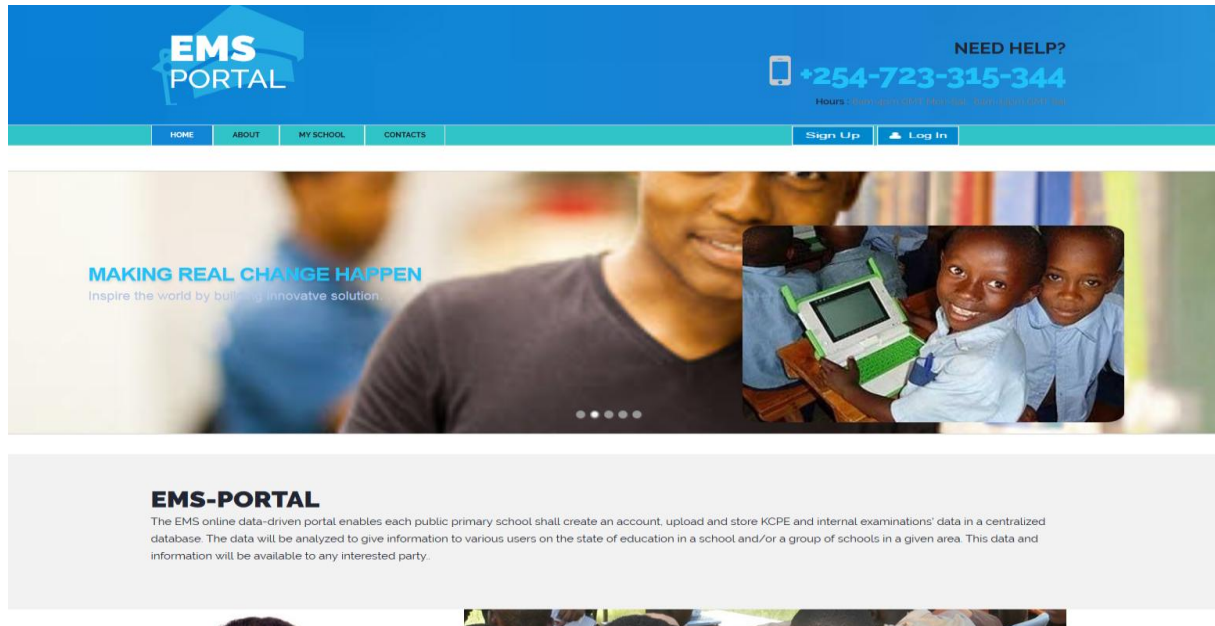 EMS
PORTAL
NEED HELP?
+254-723-315-344
Hours :
HOME ABOUT MY SCHOOL CONTACTS
Sign Up Log In
MAKING REAL CHANGE HAPPEN
Inspire the world by building innovatve solution.
EMS-PORTAL
The EMS online data-driven portal enables each public primary school shall create an account, upload and store KCPE and internal examinations' data in a centralized
database. The data will be analyzed to give information to various users on the state of education in a school and/or a group of schools in a given area. This data and
information will be available to any interested party..